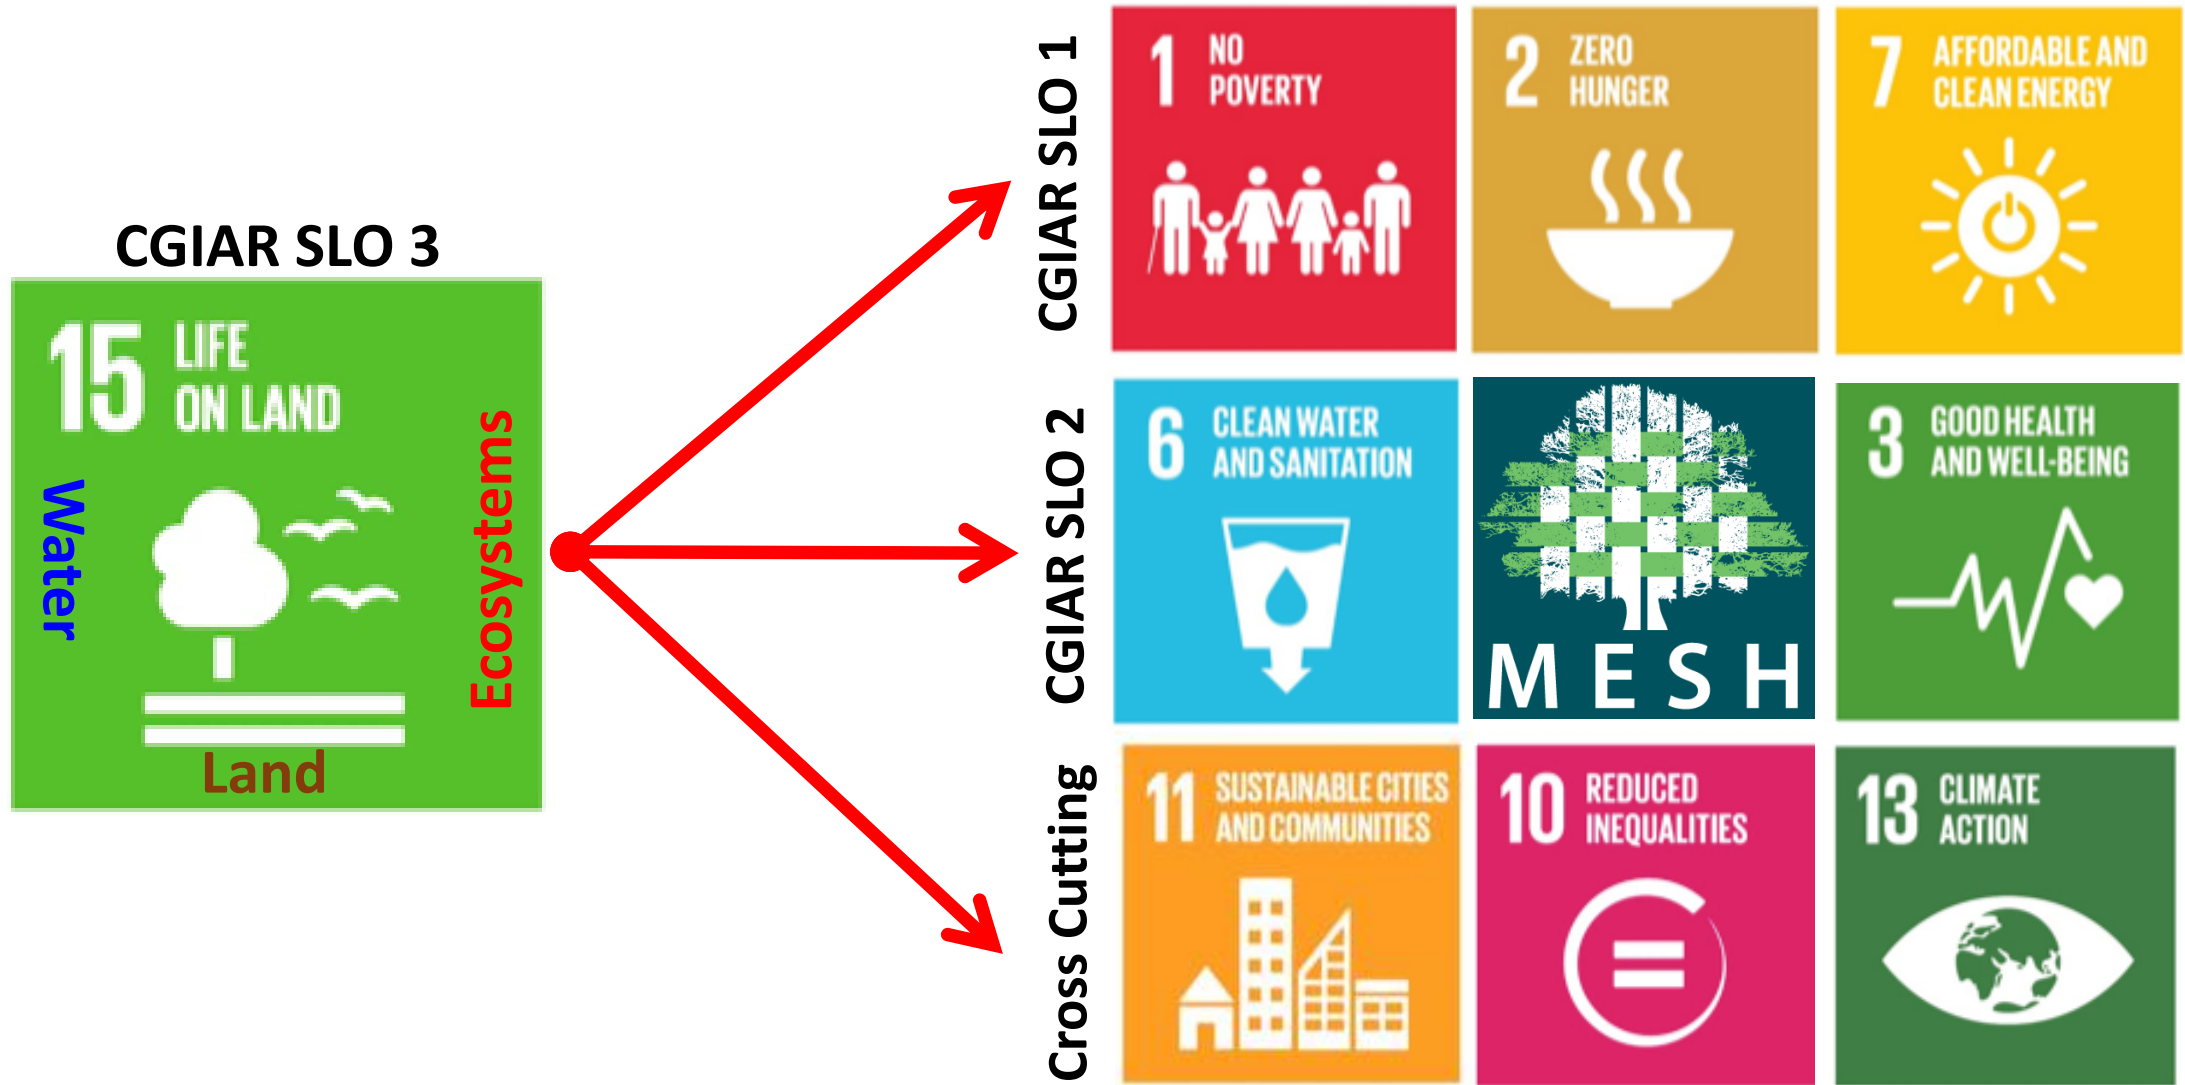 CGIAR SLO 3
15 LIFE
ON LAND
Water
Ecosystems
Land
CGIAR SLO 1
1 NO
POVERTY
2 ZERO
HUNGER
7 AFFORDABLE AND
CLEAN ENERGY
CGIAR SLO 2
6 CLEAN WATER
AND SANITATION
MESH
3 GOOD HEALTH
AND WELL-BEING
Cross Cutting
11 SUSTAINABLE CITIES
AND COMMUNITIES
10 REDUCED
INEQUALITIES
13 CLIMATE
ACTION